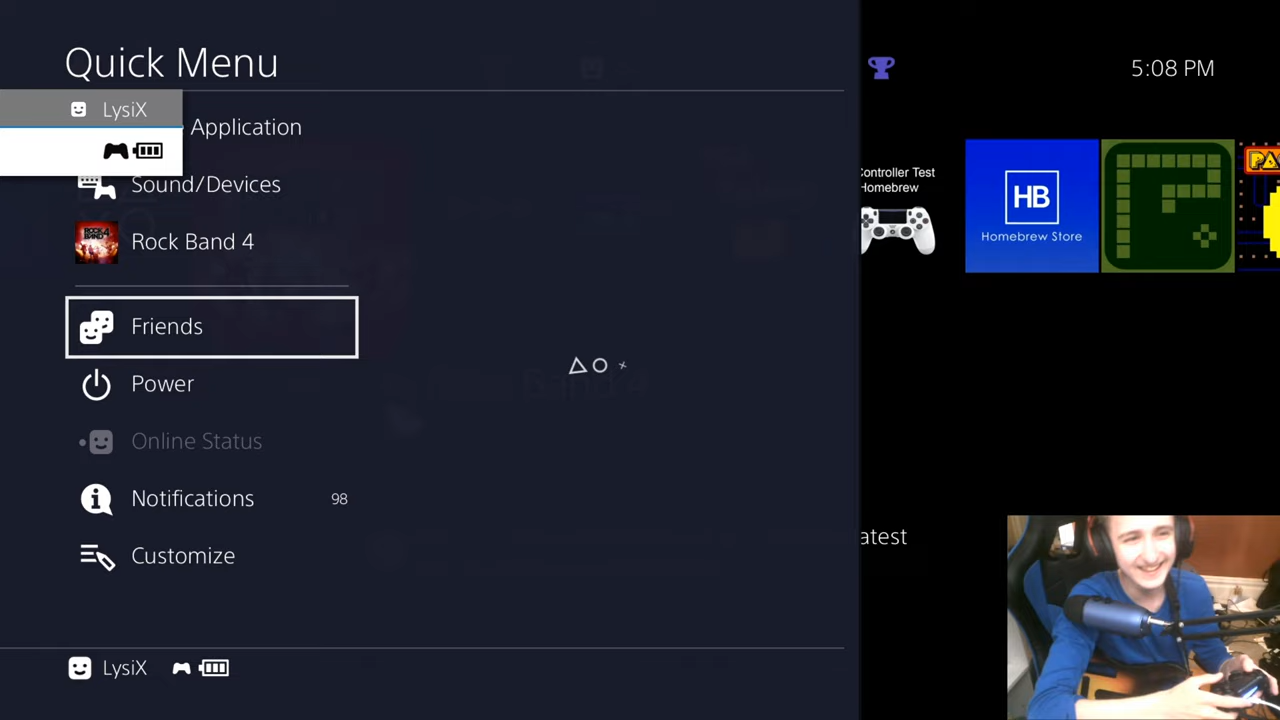 Quick Menu
5:08 PM
LysiX
Application
Controller Test
Homebrew
Sound/Devices
HB
Homebrew Store
PA
Rock Band 4
Friends
Power
Online Status
Notifications 98
Customize
atest
LysiX